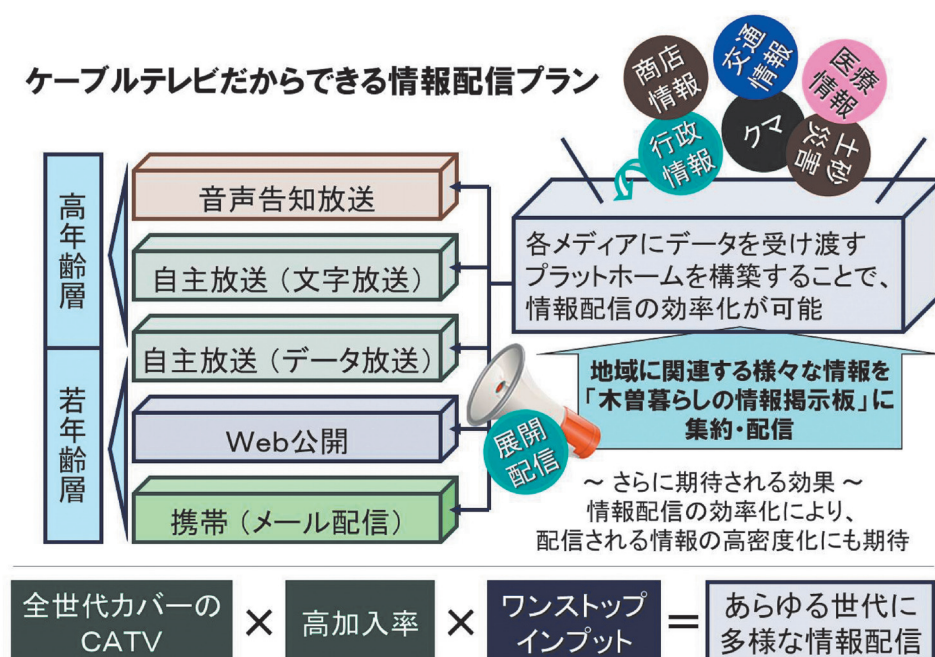 ケーブルテレビだからできる情報配信プラン
商店
情報
交通
情報
医療
情報
行政
情報
クマ
土砂
災害
高年齢層
若年齢層
音声告知放送
自主放送（文字放送）
自主放送（データ放送）
Web公開
携帯（メール配信）
各メディアにデータを受け渡す
プラットホームを構築することで、
情報配信の効率化が可能
地域に関連する様々な情報を
「木曽暮らしの情報掲示板」に
集約・配信
展開
配信
～ さらに期待される効果 ～
情報配信の効率化により、
配信される情報の高密度化にも期待
全世代カバーの
CATV
×
高加入率
×
ワンストップ
インプット
＝
あらゆる世代に
多様な情報配信